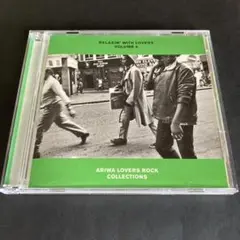 RELAXIN' WITH LOVERS
VOLUME 4
ARIWA LOVERS ROCK
COLLECTIONS